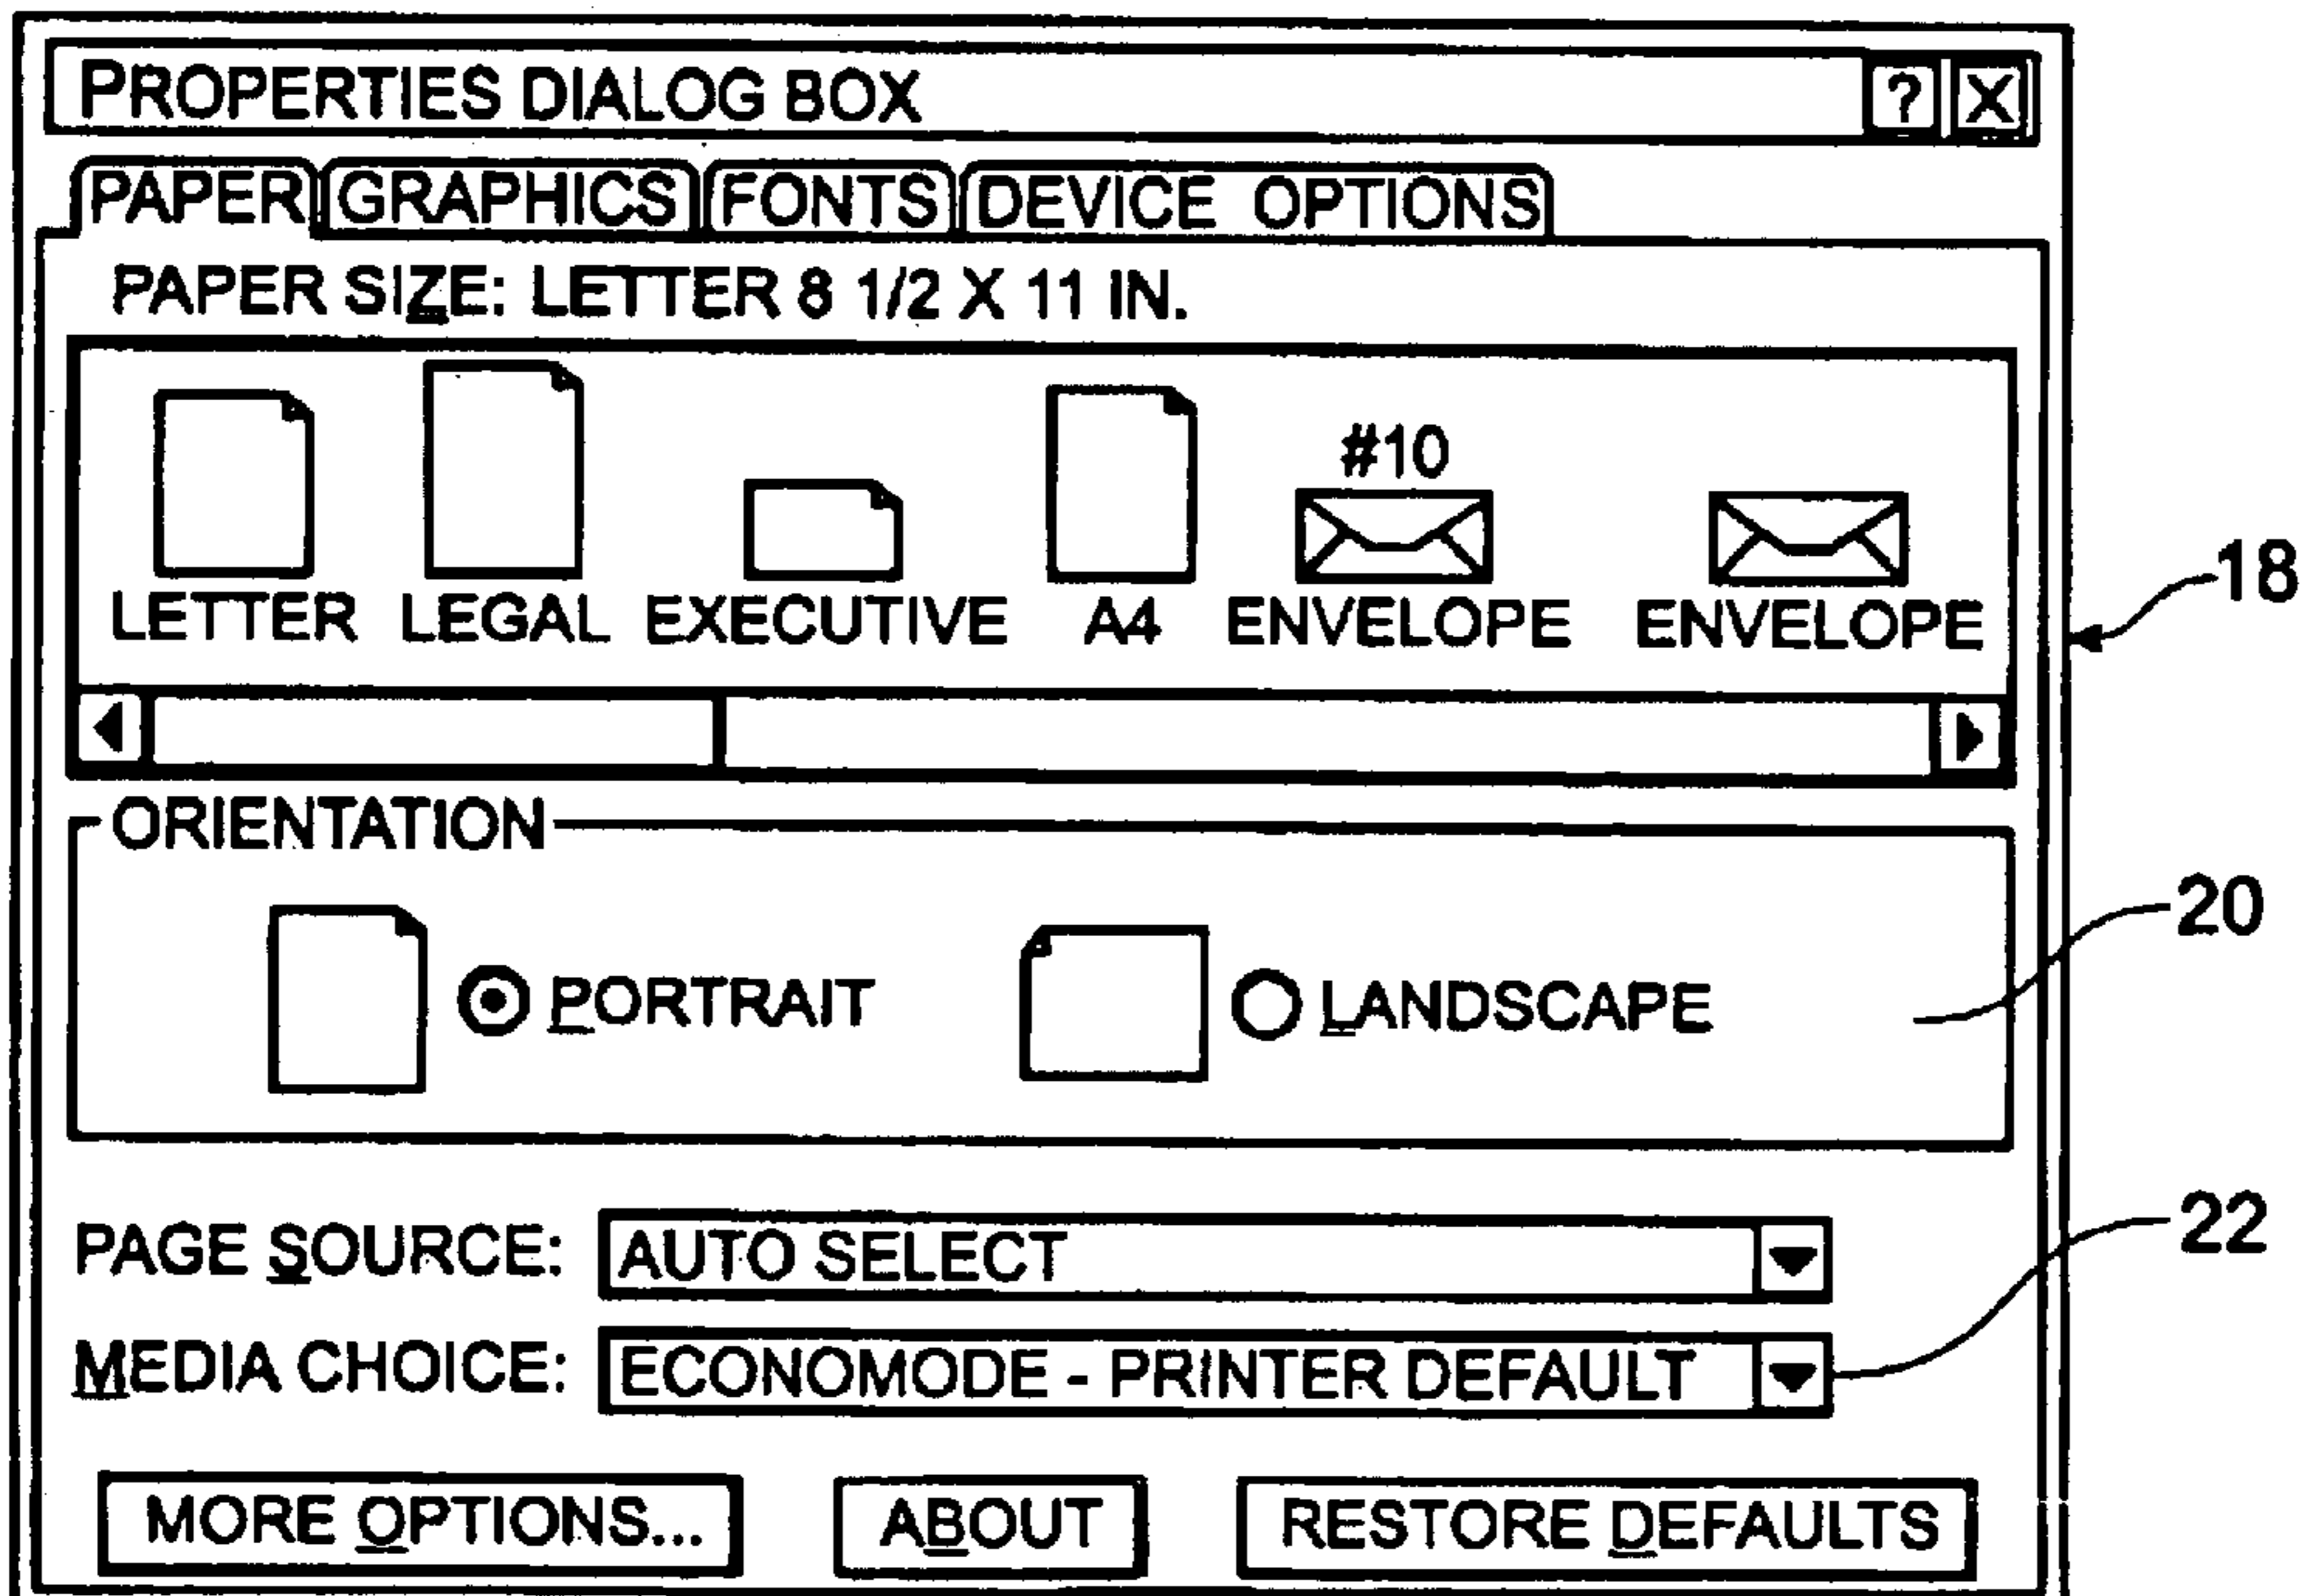 PROPERTIES DIALOG BOX ? X
PAPER GRAPHICS FONTS DEVICE OPTIONS
PAPER SIZE: LETTER 8 1/2 X 11 IN.
#10
LETTER LEGAL EXECUTIVE A4 ENVELOPE ENVELOPE
18
ORIENTATION
20
PORTRAIT LANDSCAPE
22
PAGE SOURCE: AUTO SELECT
MEDIA CHOICE: ECONOMODE - PRINTER DEFAULT
MORE OPTIONS... ABOUT RESTORE DEFAULTS